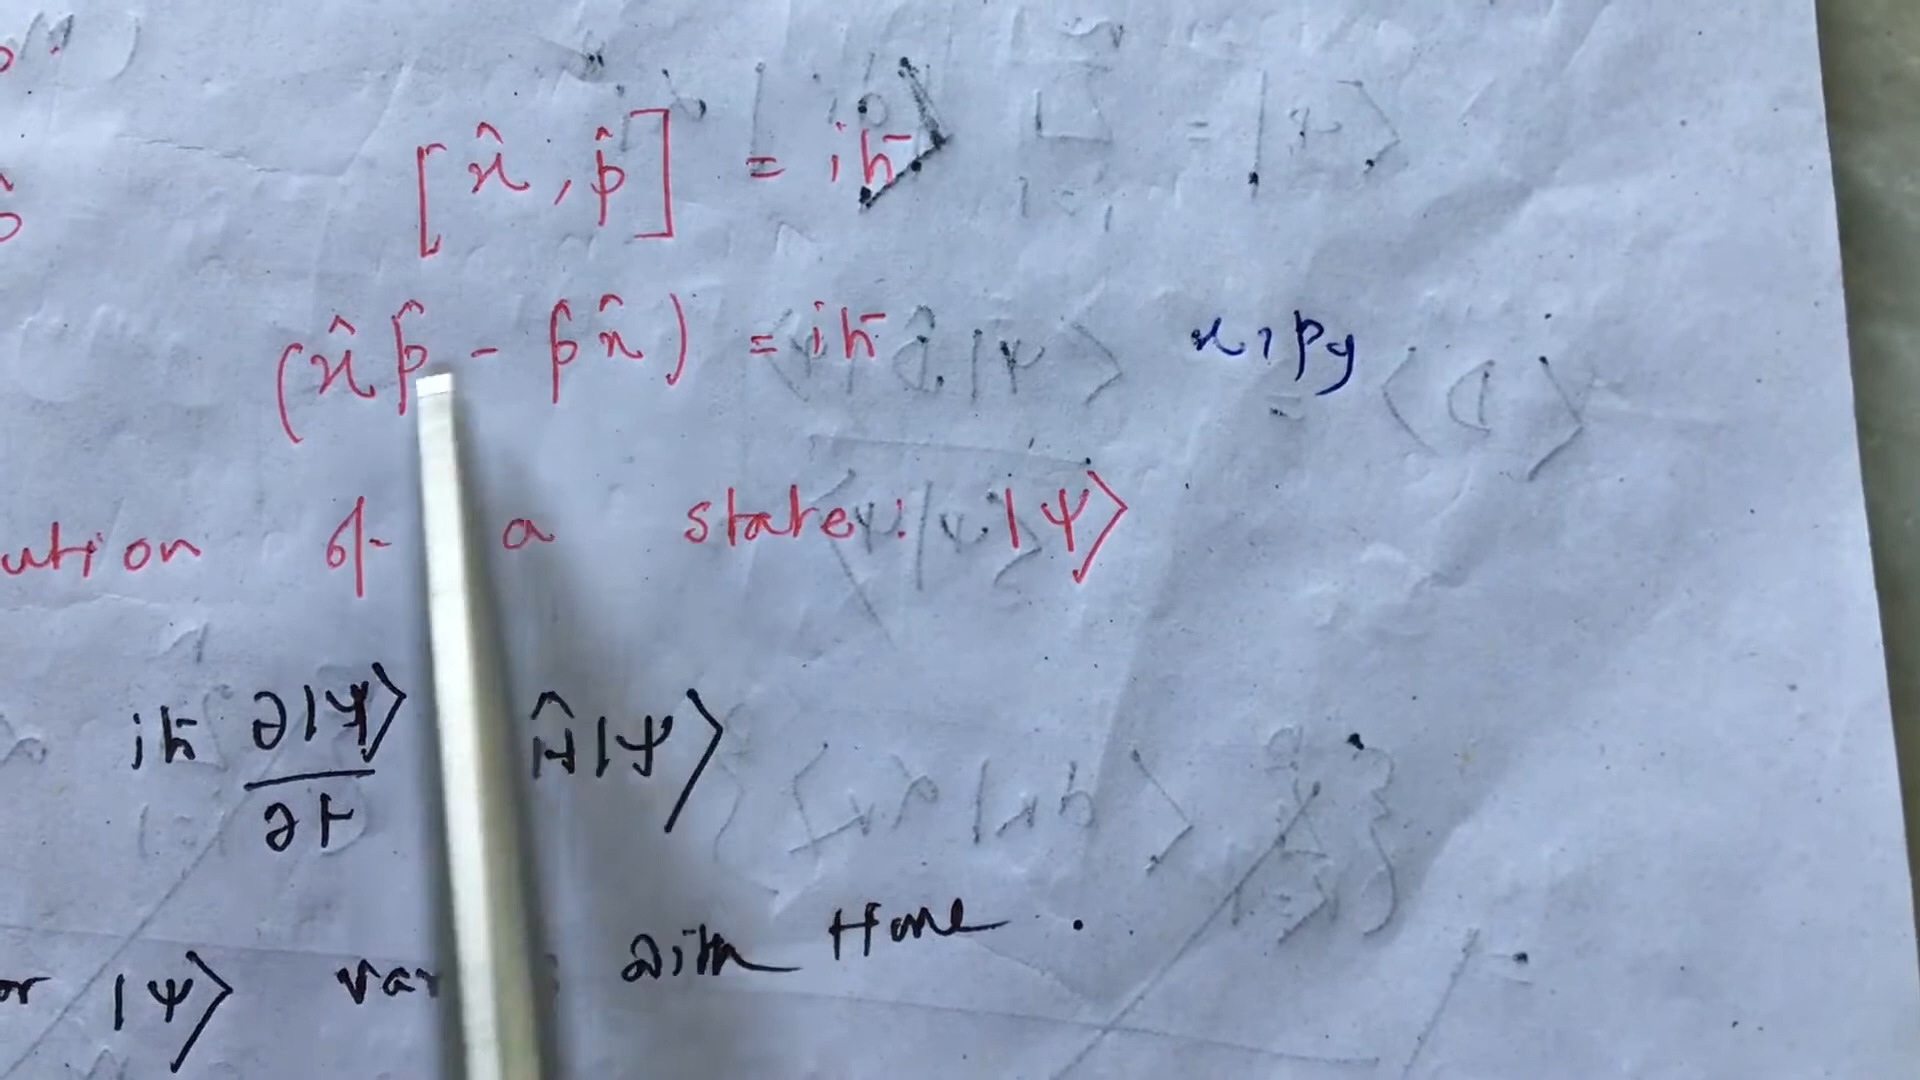 [x̂, p̂] = iħ
(x̂p̂ - p̂x̂) = iħ x, py
ution of a state: |ψ⟩
iħ ∂|ψ⟩/∂t Ĥ|ψ⟩
or |ψ⟩ var with time.